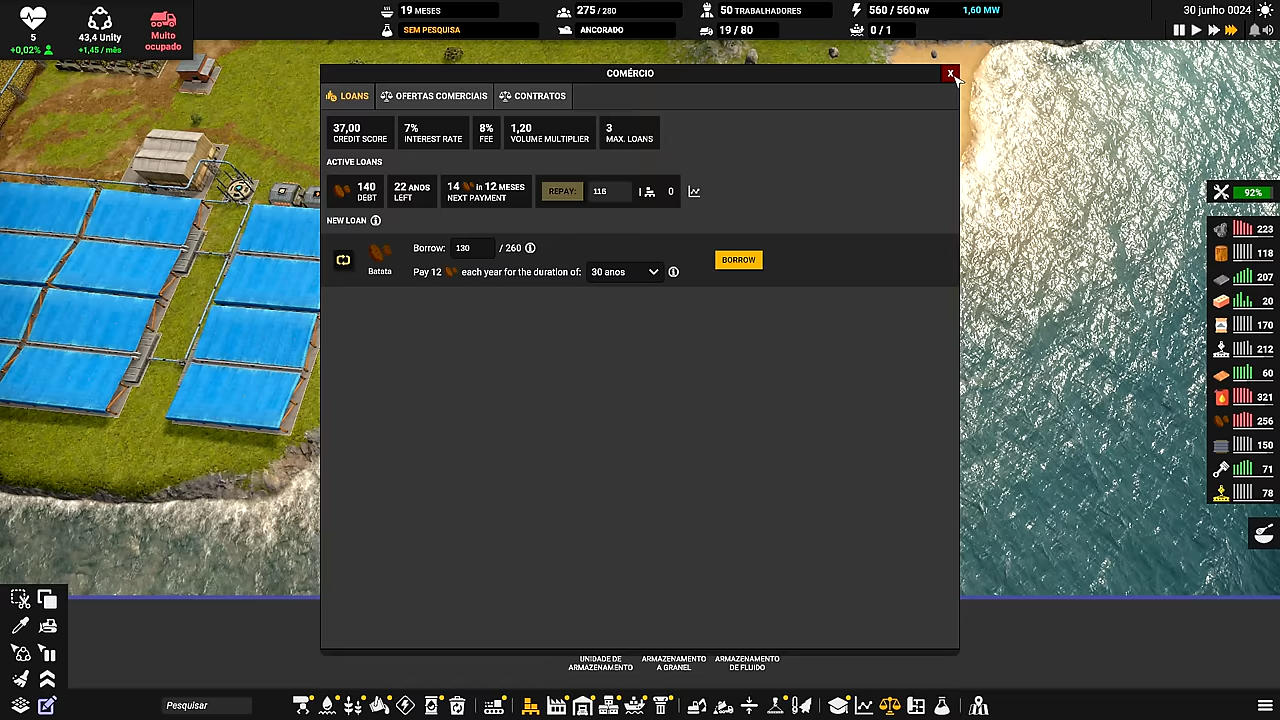 5
+0,02%
43,4 Unity
+1,45 / mês
Muito
ocupado
19 MESES
SEM PESQUISA
275 / 280
ANCORADO
50 TRABALHADORES
19 / 80
560 / 560 KW
1,60 MW
0 / 1
30 junho 0024
COMÉRCIO
X
LOANS
OFERTAS COMERCIAIS
CONTRATOS
37,00
CREDIT SCORE
7%
INTEREST RATE
8%
FEE
1,20
VOLUME MULTIPLIER
3
MAX. LOANS
ACTIVE LOANS
140
DEBT
22 ANOS
LEFT
14 in 12 MESES
NEXT PAYMENT
REPAY:
115
0
NEW LOAN
Batata
Borrow: 130 / 260
Pay 12 each year for the duration of: 30 anos
BORROW
92%
223
118
207
20
170
212
60
321
256
150
71
78
UNIDADE DE
ARMAZENAMENTO
ARMAZENAMENTO
A GRANEL
ARMAZENAMENTO
DE FLUIDO
Pesquisar